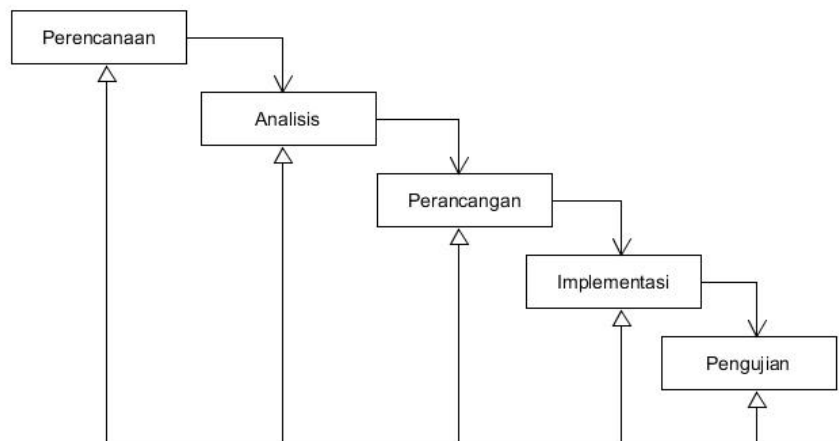 Perencanaan
Analisis
Perancangan
Implementasi
Pengujian